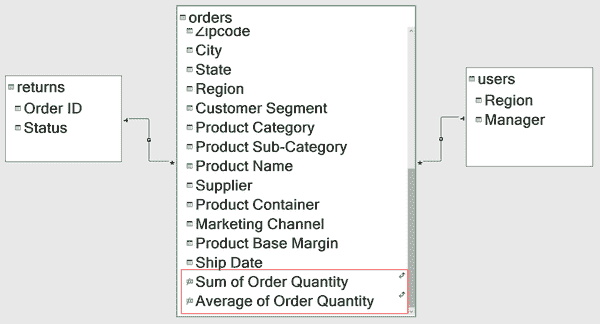 returns
Order ID
Status
orders
Zipcode
City
State
Region
Customer Segment
Product Category
Product Sub-Category
Product Name
Supplier
Product Container
Marketing Channel
Product Base Margin
Ship Date
Sum of Order Quantity
Average of Order Quantity
users
Region
Manager